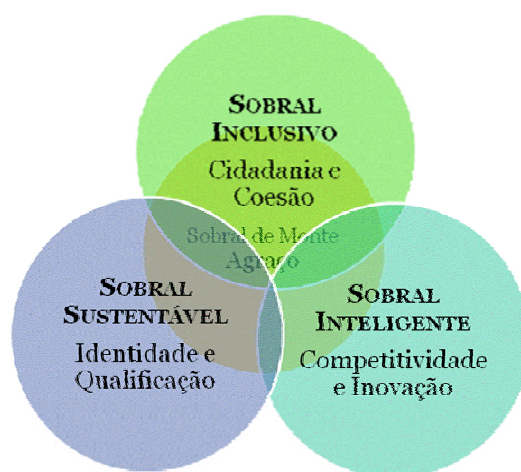 SOBRAL
INCLUSIVO
Cidadania e
Coesão
Sobral de Monte
Agraço
SOBRAL
SUSTENTÁVEL
Identidade e
Qualificação
SOBRAL
INTELIGENTE
Competitividade
e Inovação